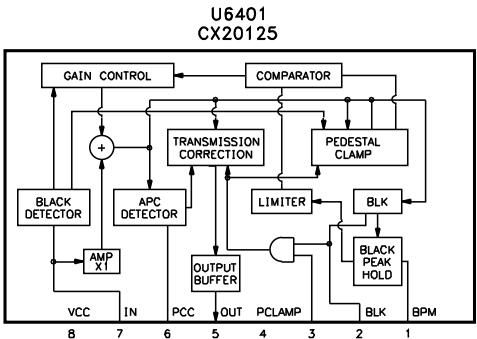 U6401
CX20125
GAIN CONTROL
COMPARATOR
+
TRANSMISSION
CORRECTION
PEDESTAL
CLAMP
BLACK
DETECTOR
APC
DETECTOR
LIMITER
BLK
AMP
X1
OUTPUT
BUFFER
BLACK
PEAK
HOLD
VCC IN PCC OUT PCLAMP BLK BPM
8 7 6 5 4 3 2 1